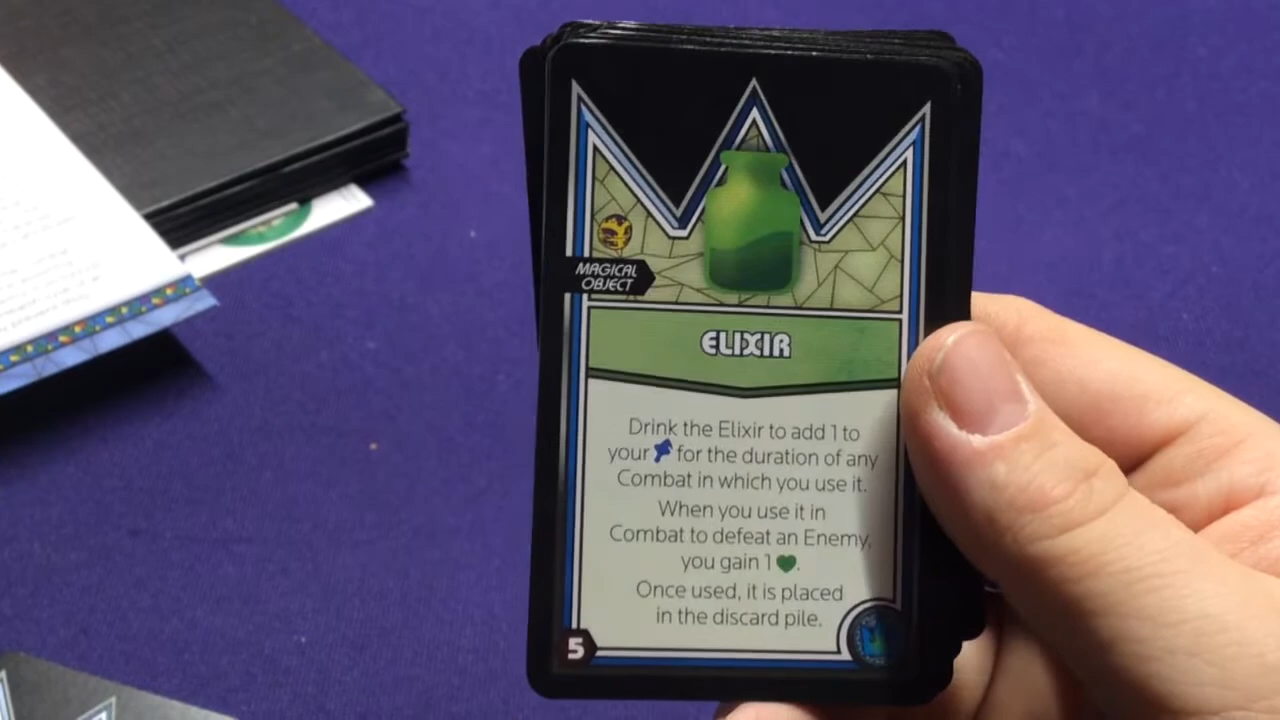 MAGICAL
OBJECT
ELIXIR
Drink the Elixir to add 1 to
your for the duration of any
Combat in which you use it.
When you use it in
Combat to defeat an Enemy,
you gain 1 .
Once used, it is placed
in the discard pile.
5